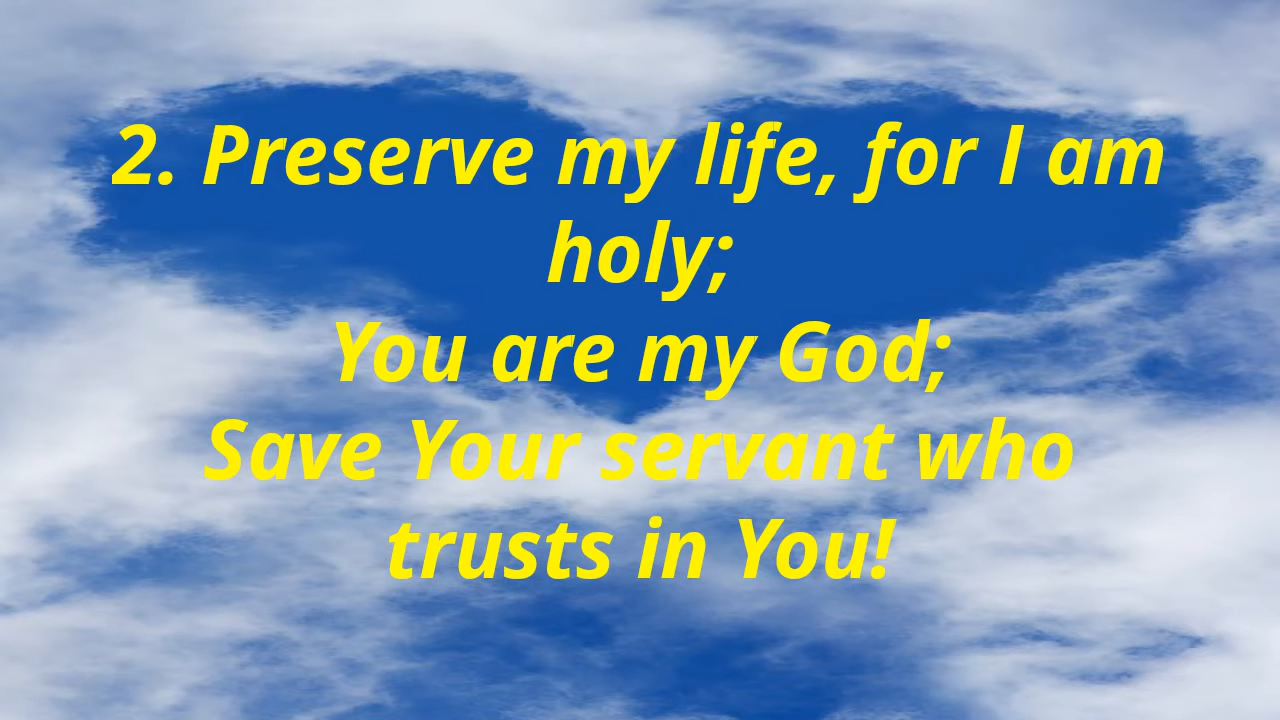 2. Preserve my life, for I am
holy;
You are my God;
Save Your servant who
trusts in You!